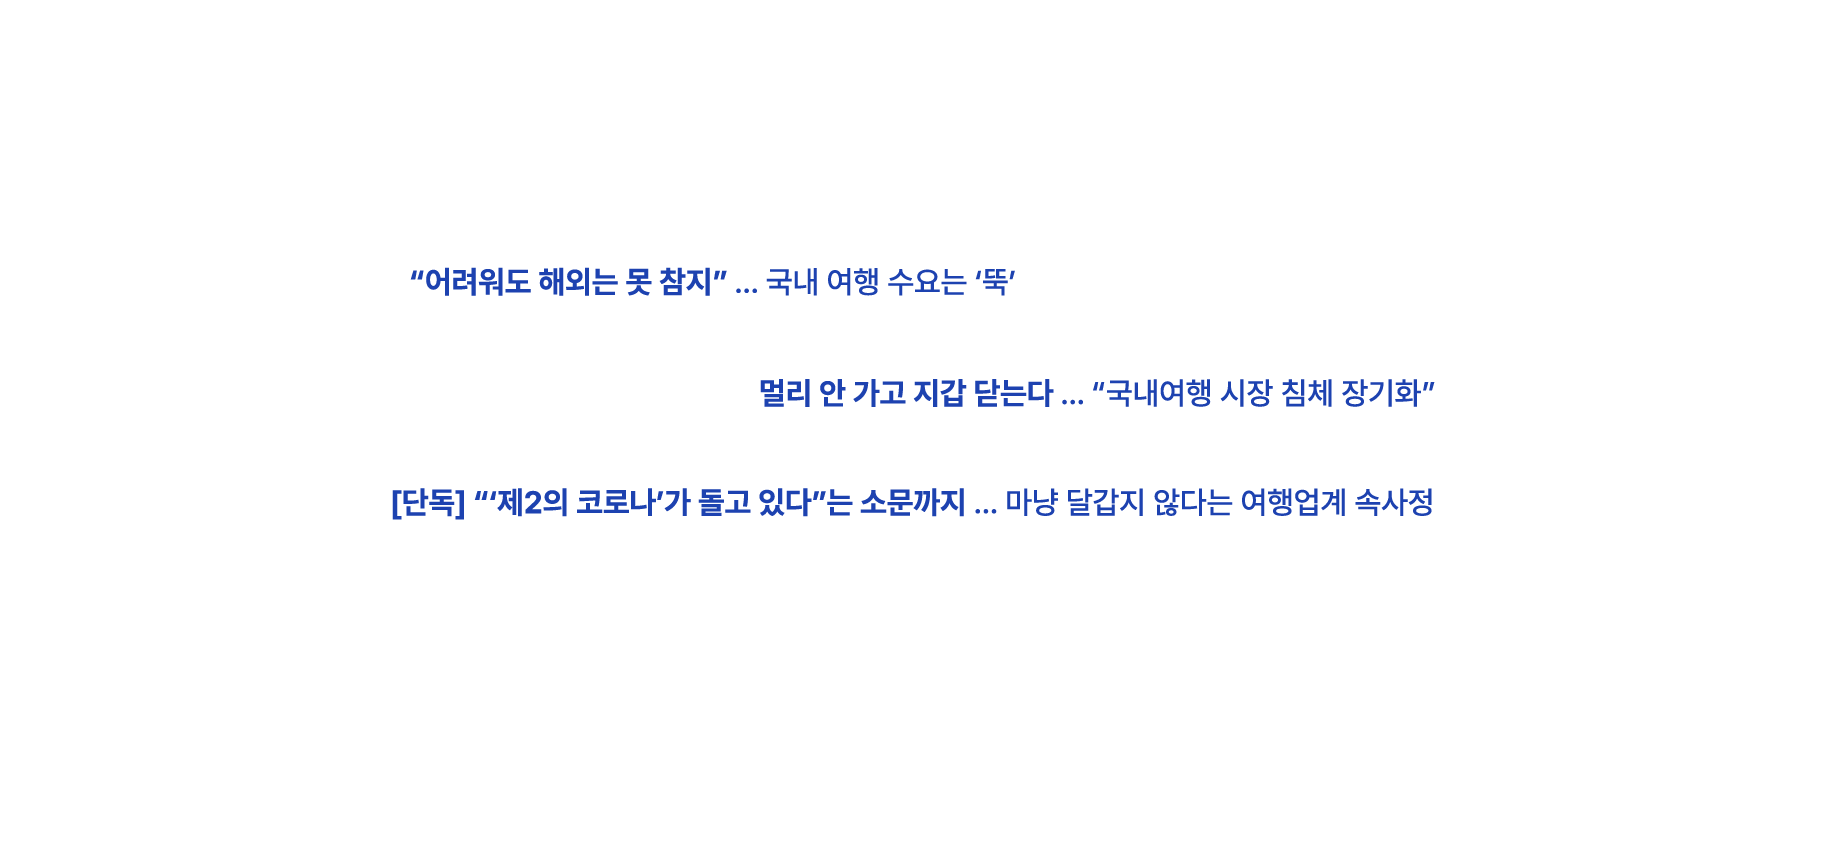 “어려워도 해외는 못 참지” ... 국내 여행 수요는 ‘뚝’
멀리 안 가고 지갑 닫는다 ... “국내여행 시장 침체 장기화”
[단독] “‘제2의 코로나’가 돌고 있다”는 소문까지 ... 마냥 달갑지 않다는 여행업계 속사정